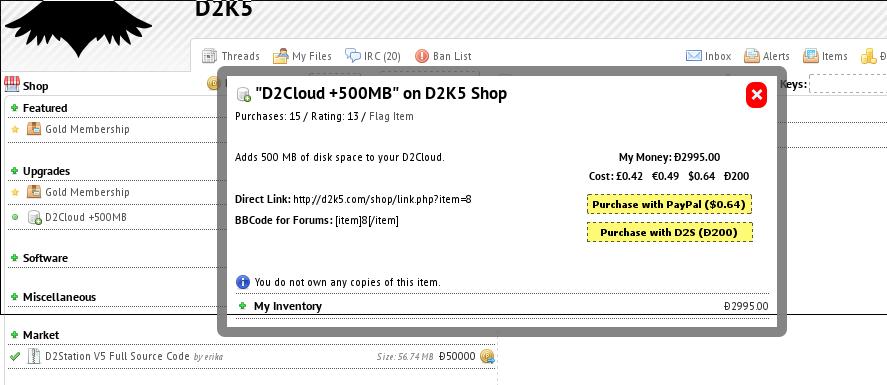 D2K5
Threads My Files IRC (20) Ban List Inbox Alerts Items
Shop
Keys:
Featured
Gold Membership
Upgrades
Gold Membership
D2Cloud +500MB
Software
Miscellaneous
Market
D2Station V5 Full Source Code by erika Size: 56.74 MB Đ50000
"D2Cloud +500MB" on D2K5 Shop
Purchases: 15 / Rating: 13 / Flag Item
Adds 500 MB of disk space to your D2Cloud.
My Money: Đ2995.00
Cost: £0.42 €0.49 $0.64 Đ200
Direct Link: http://d2k5.com/shop/link.php?item=8
BBCode for Forums: [item]8[/item]
Purchase with PayPal ($0.64)
Purchase with D2S (Đ200)
You do not own any copies of this item.
My Inventory Đ2995.00